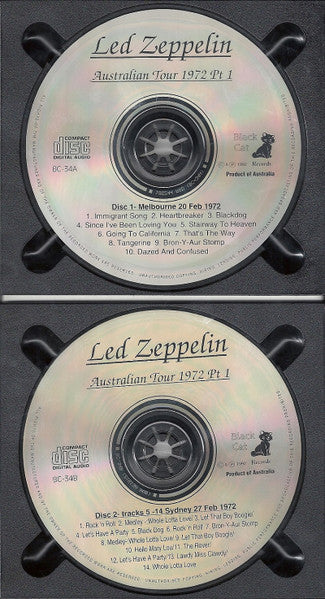 Led Zeppelin
Australian Tour 1972 Pt 1
COMPACT
disc
DIGITAL AUDIO
BC-34A
Black
Cat
Records
Product of Australia
Disc 1- Melbourne 20 Feb 1972
1. Immigrant Song 2. Heartbreaker 3. Blackdog
4. Since I've Been Loving You 5. Stairway To Heaven
6. Going To California 7. That's The Way
8. Tangerine 9. Bron-Y-Aur Stomp
10. Dazed And Confused
Led Zeppelin
Australian Tour 1972 Pt 1
COMPACT
disc
DIGITAL AUDIO
BC-34B
Black
Cat
Records
Product of Australia
Disc 2- tracks 5 -14 Sydney 27 Feb 1972
1. Rock 'n Roll 2. Medley -Whole Lotta Level 3. Let That Boy Boogie!
4. Let's Have A Party 5. Black Dog 6. Rock 'n Roll 7. Bron-Y-Aur Stomp
8. Medley- Whole Lotta Love 9. Let That Boy Boogie!
10. Hello Mary Lou 11. The Rover!
12. Let's Have A Party '13. Lawdy Miss Clawdy'
14. Whole Lotta Love